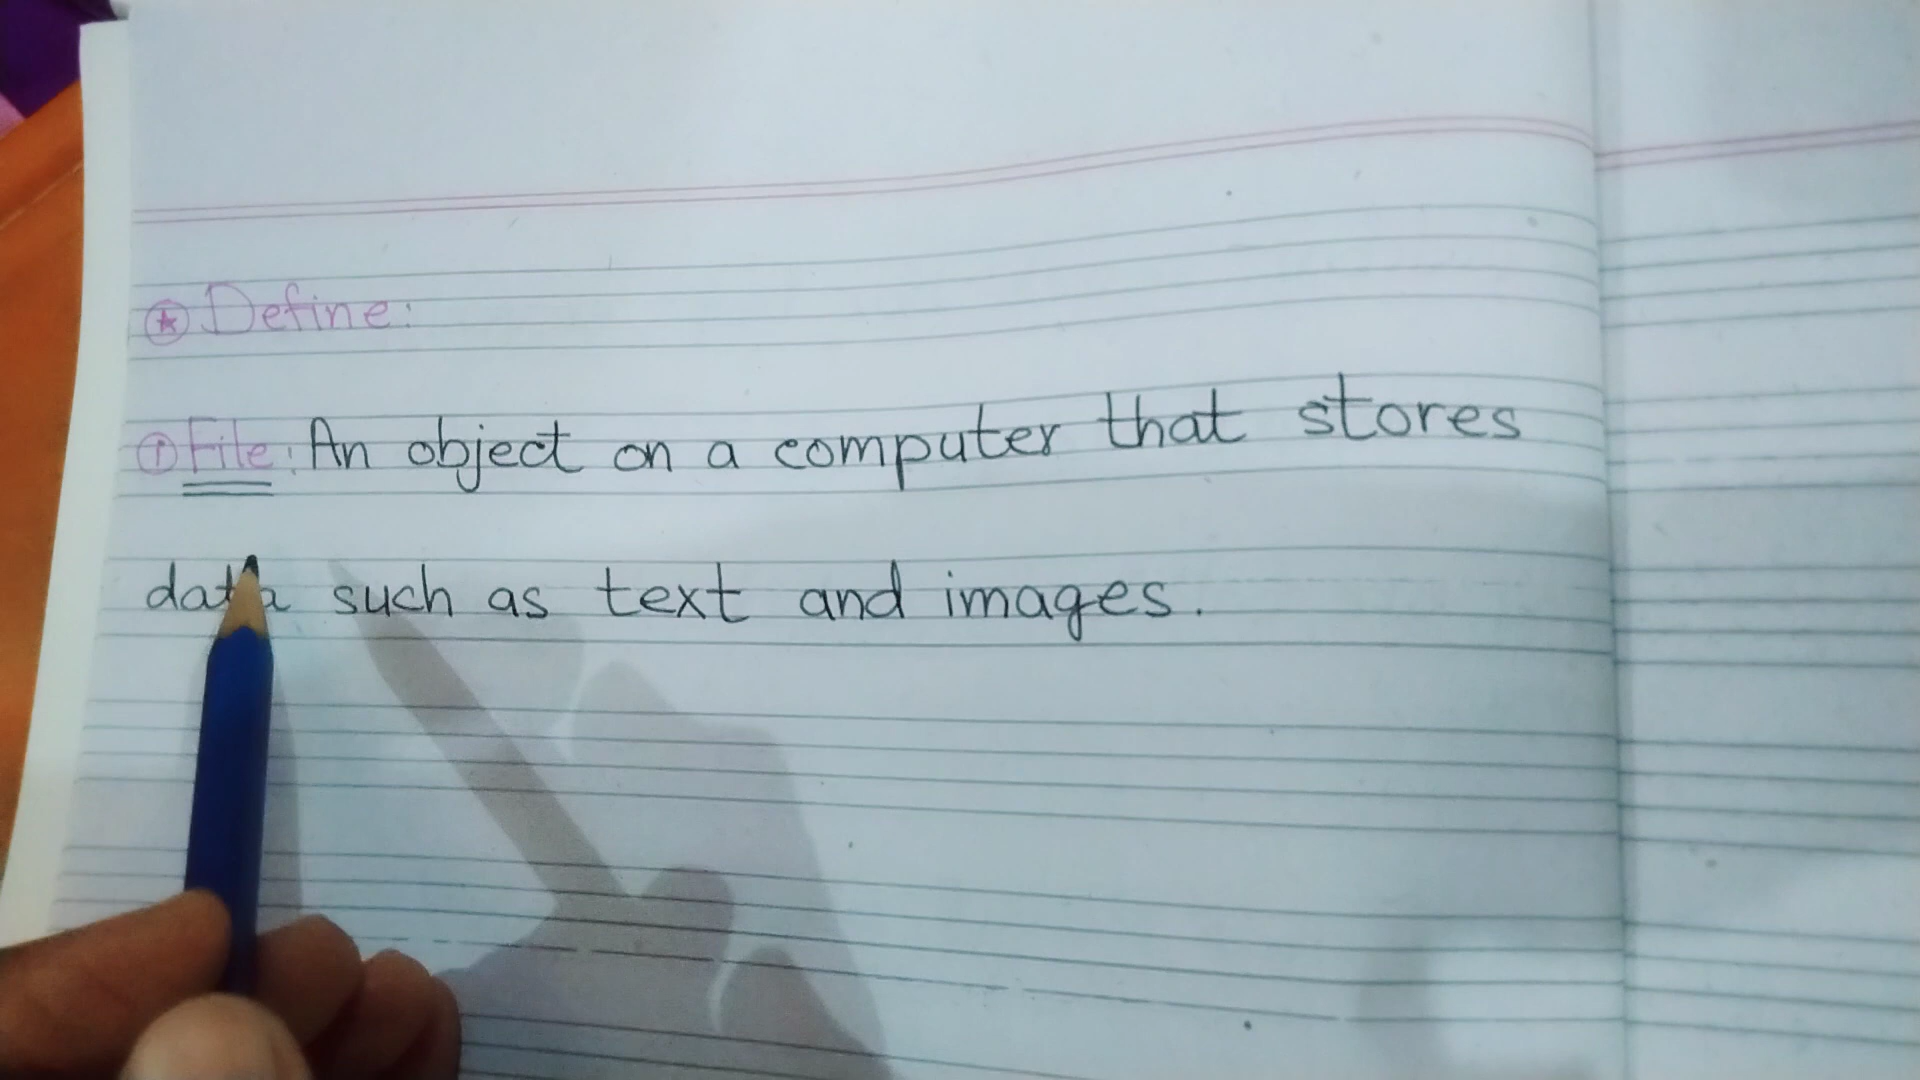 Define:
① File: An object on a computer that stores
data such as text and images.